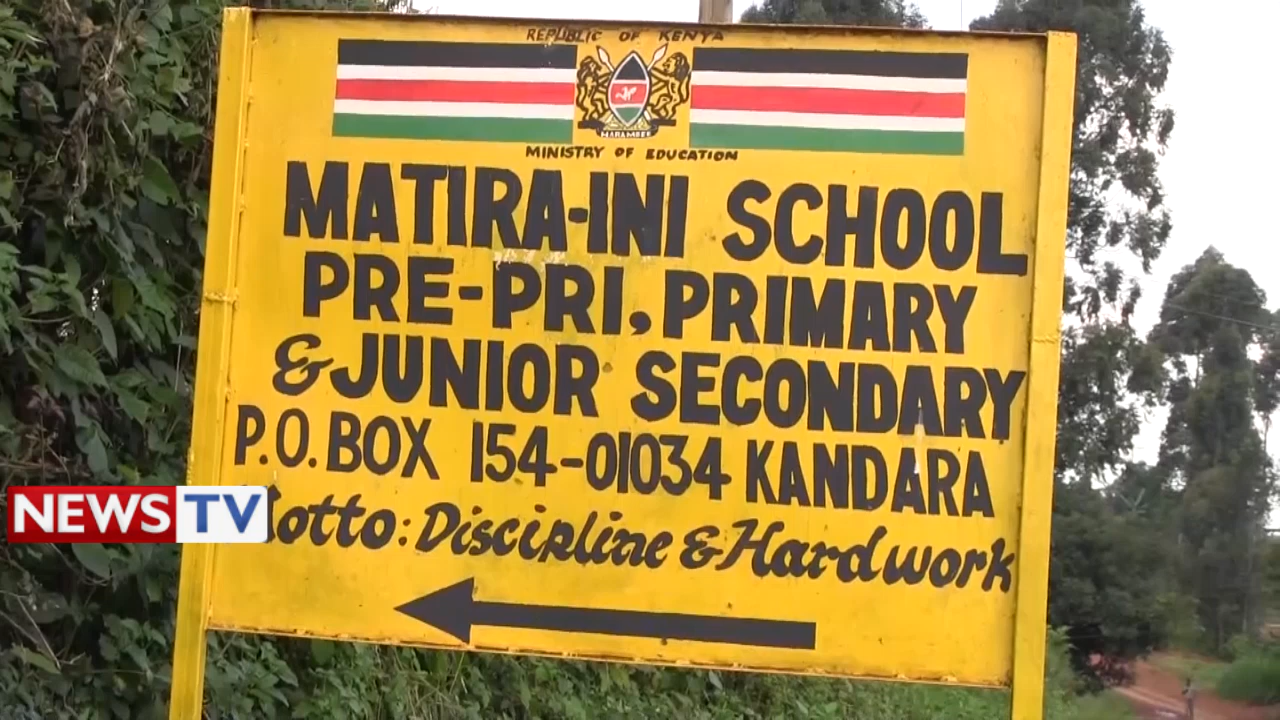 REPUBLIC OF KENYA
HARAMBEE
MINISTRY OF EDUCATION
MATIRA-INI SCHOOL
PRE-PRI, PRIMARY
& JUNIOR SECONDARY
P.O. BOX 154-01034 KANDARA
Motto: Discipline & Hardwork
NEWS TV